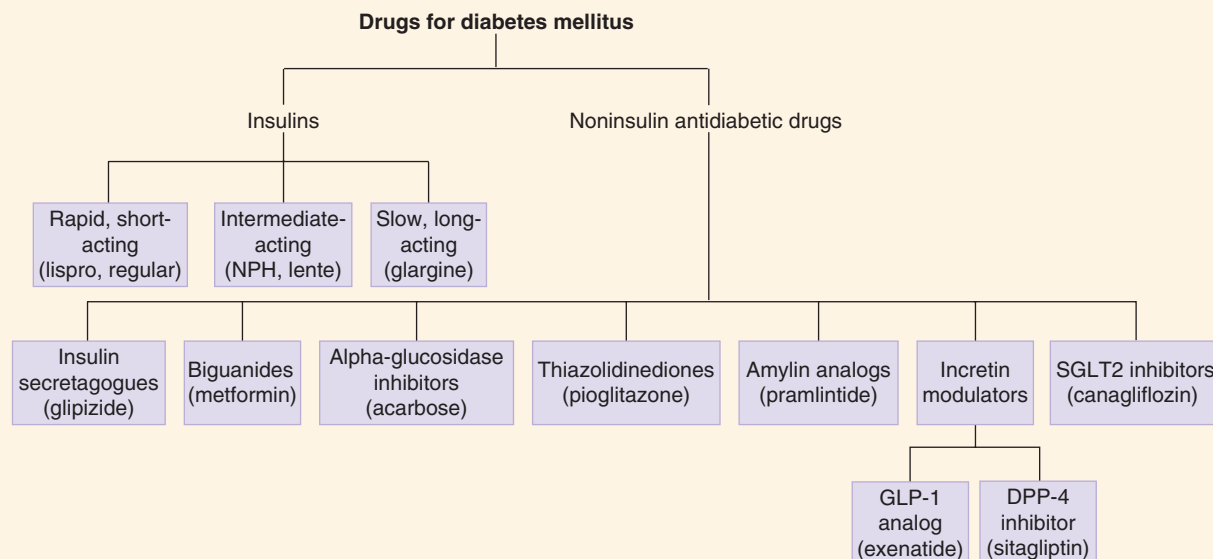 Drugs for diabetes mellitus
Insulins
Noninsulin antidiabetic drugs
Rapid, short-
acting
(lispro, regular)
Intermediate-
acting
(NPH, lente)
Slow, long-
acting
(glargine)
Insulin
secretagogues
(glipizide)
Biguanides
(metformin)
Alpha-glucosidase
inhibitors
(acarbose)
Thiazolidinediones
(pioglitazone)
Amylin analogs
(pramlintide)
Incretin
modulators
SGLT2 inhibitors
(canagliflozin)
GLP-1
analog
(exenatide)
DPP-4
inhibitor
(sitagliptin)